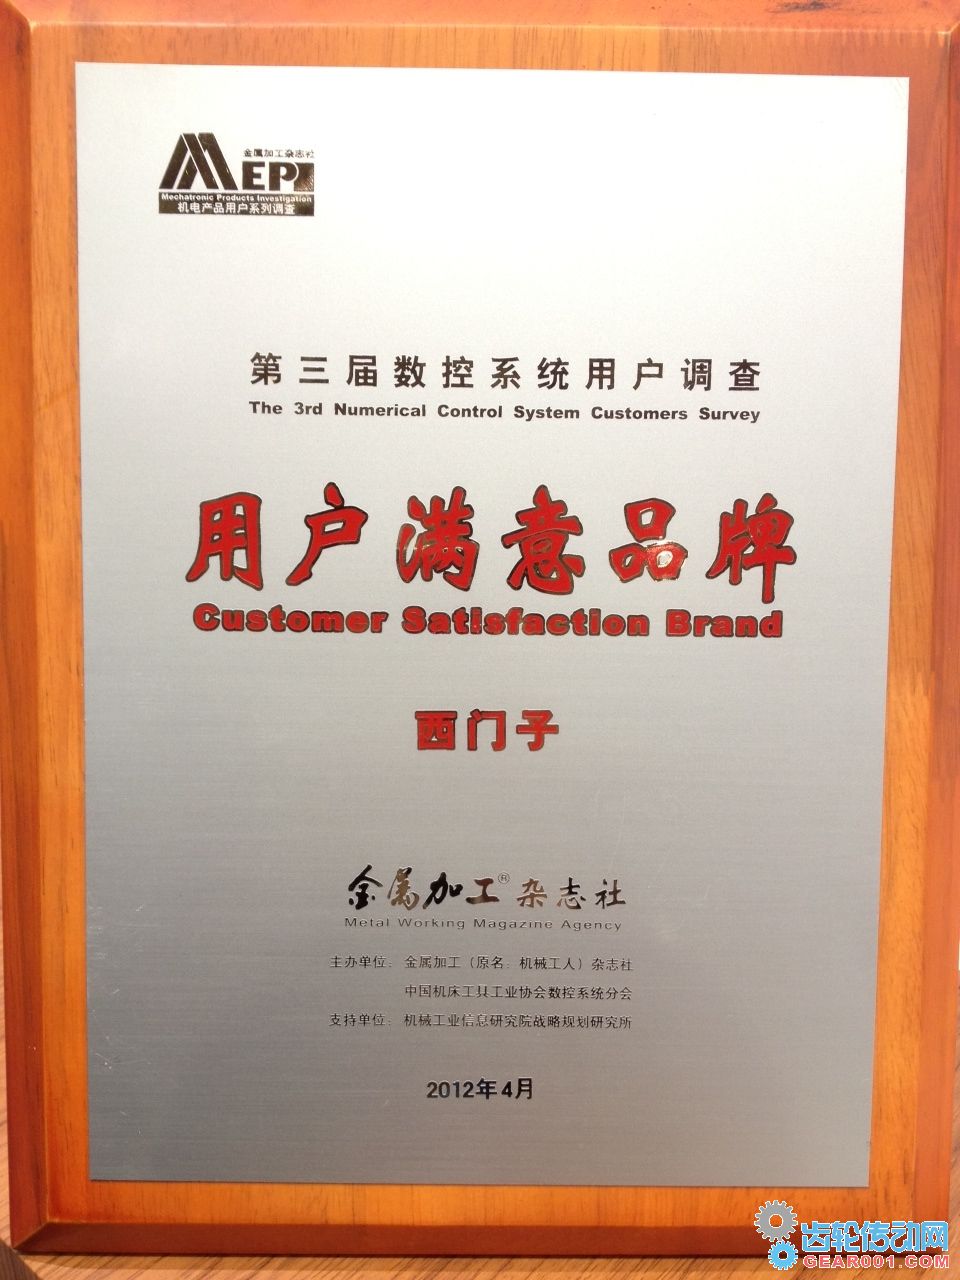 金属加工杂志社
MEPI
Mechatronic Products Investigation
机电产品用户系列调查
第三届数控系统用户调查
The 3rd Numerical Control System Customers Survey
用户满意品牌
Customer Satisfaction Brand
西门子
金属加工®杂志社
Metal Working Magazine Agency
主办单位：金属加工（原名：机械工人）杂志社
中国机床工具工业协会数控系统分会
支持单位：机械工业信息研究院战略规划研究所
2012年4月
齿轮传动网
GEAR001.COM